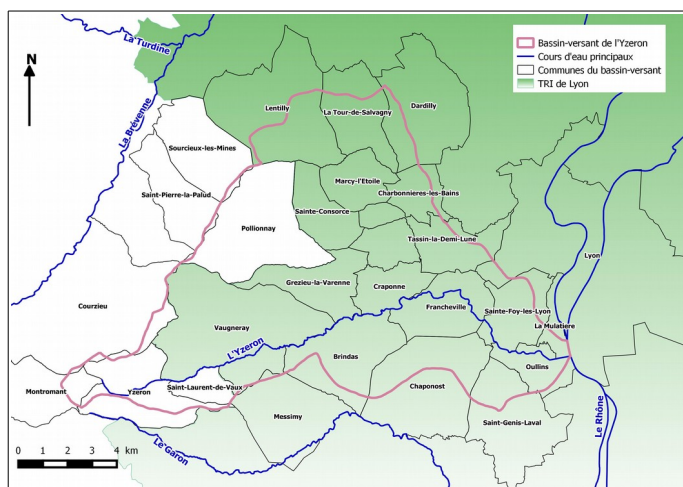 La Turdine
N
La Brévenne
Bassin-versant de l'Yzeron
Cours d'eau principaux
Communes du bassin-versant
TRI de Lyon
Lentilly
La Tour-de-Salvagny
Dardilly
Sourcieux-les-Mines
Saint-Pierre-la-Palud
Marcy-l'Etoile
Charbonnieres-les-Bains
Sainte-Consorce
Pollionnay
Tassin-la-Demi-Lune
Lyon
Grezieu-la-Varenne
Craponne
Courzieu
Francheville
Sainte-Foy-les-Lyon
La Mulatiere
Vaugneray
L'Yzeron
Brindas
Oullins
Montromant
Yzeron
Saint-Laurent-de-Vaux
Chaponost
Messimy
Saint-Genis-Laval
Le Rhône
Le Garon
0 1 2 3 4 km